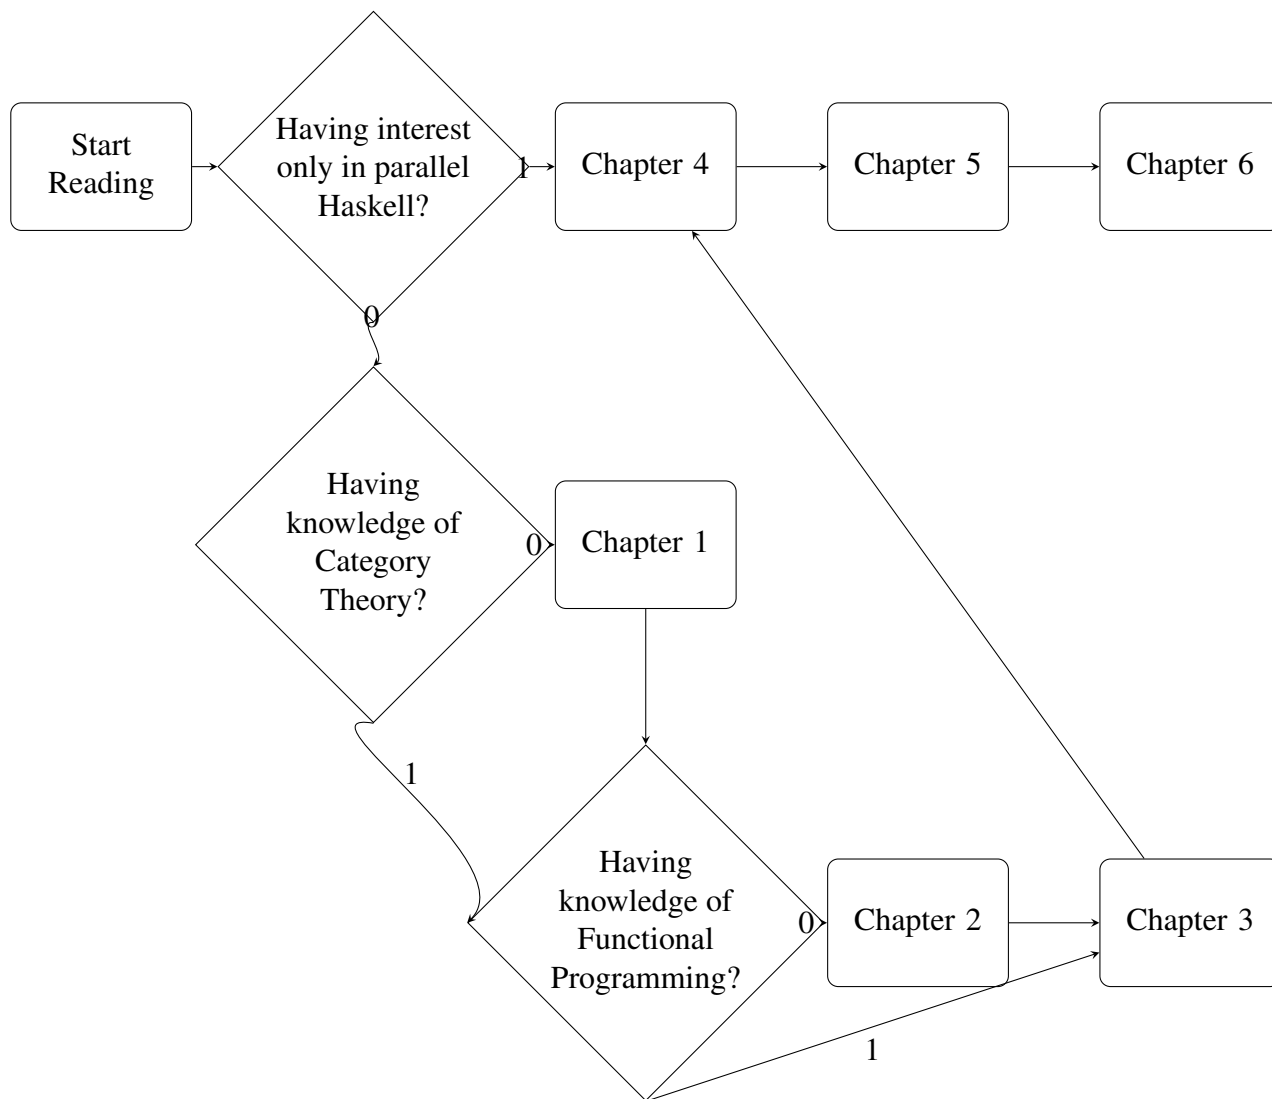 Start
Reading
Having interest
only in parallel
Haskell?
1
Chapter 4
Chapter 5
Chapter 6
0
Having
knowledge of
Category
Theory?
0
Chapter 1
1
Having
knowledge of
Functional
Programming?
0
Chapter 2
Chapter 3
1